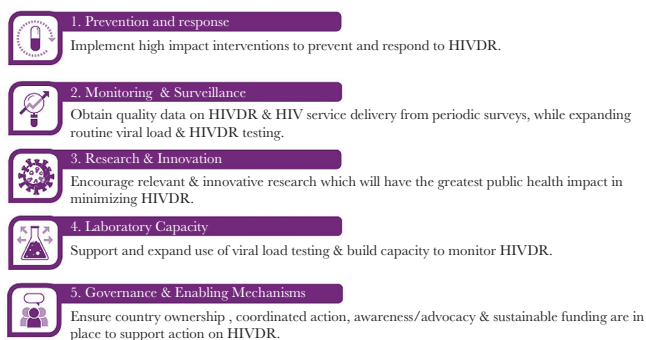 1. Prevention and response
Implement high impact interventions to prevent and respond to HIVDR.
2. Monitoring & Surveillance
Obtain quality data on HIVDR & HIV service delivery from periodic surveys, while expanding
routine viral load & HIVDR testing.
3. Research & Innovation
Encourage relevant & innovative research which will have the greatest public health impact in
minimizing HIVDR.
4. Laboratory Capacity
Support and expand use of viral load testing & build capacity to monitor HIVDR.
5. Governance & Enabling Mechanisms
Ensure country ownership , coordinated action, awareness/advocacy & sustainable funding are in
place to support action on HIVDR.